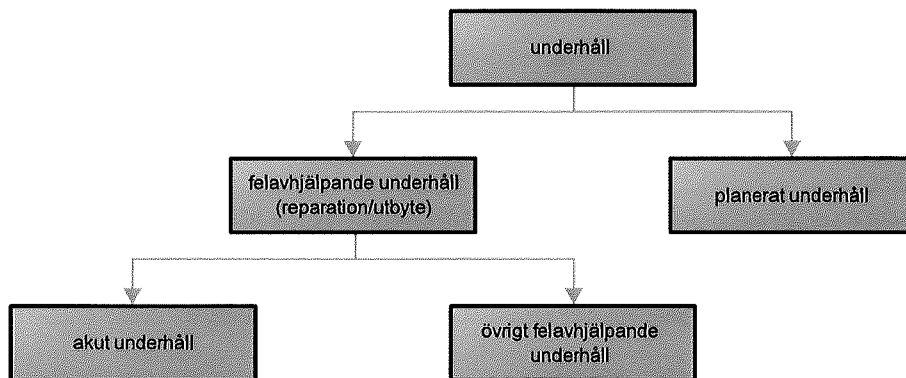 underhåll
felavhjälpande underhåll
(reparation/utbyte)
planerat underhåll
akut underhåll
övrigt felavhjälpande
underhåll